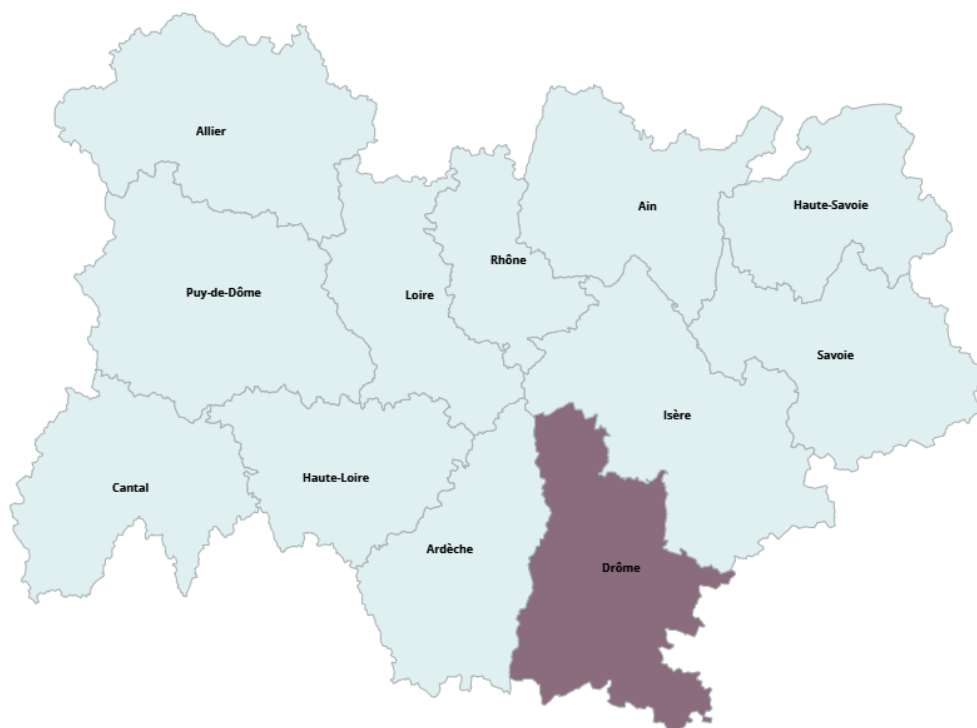 Allier
Ain
Haute-Savoie
Rhône
Puy-de-Dôme
Loire
Savoie
Isère
Haute-Loire
Cantal
Ardèche
Drôme